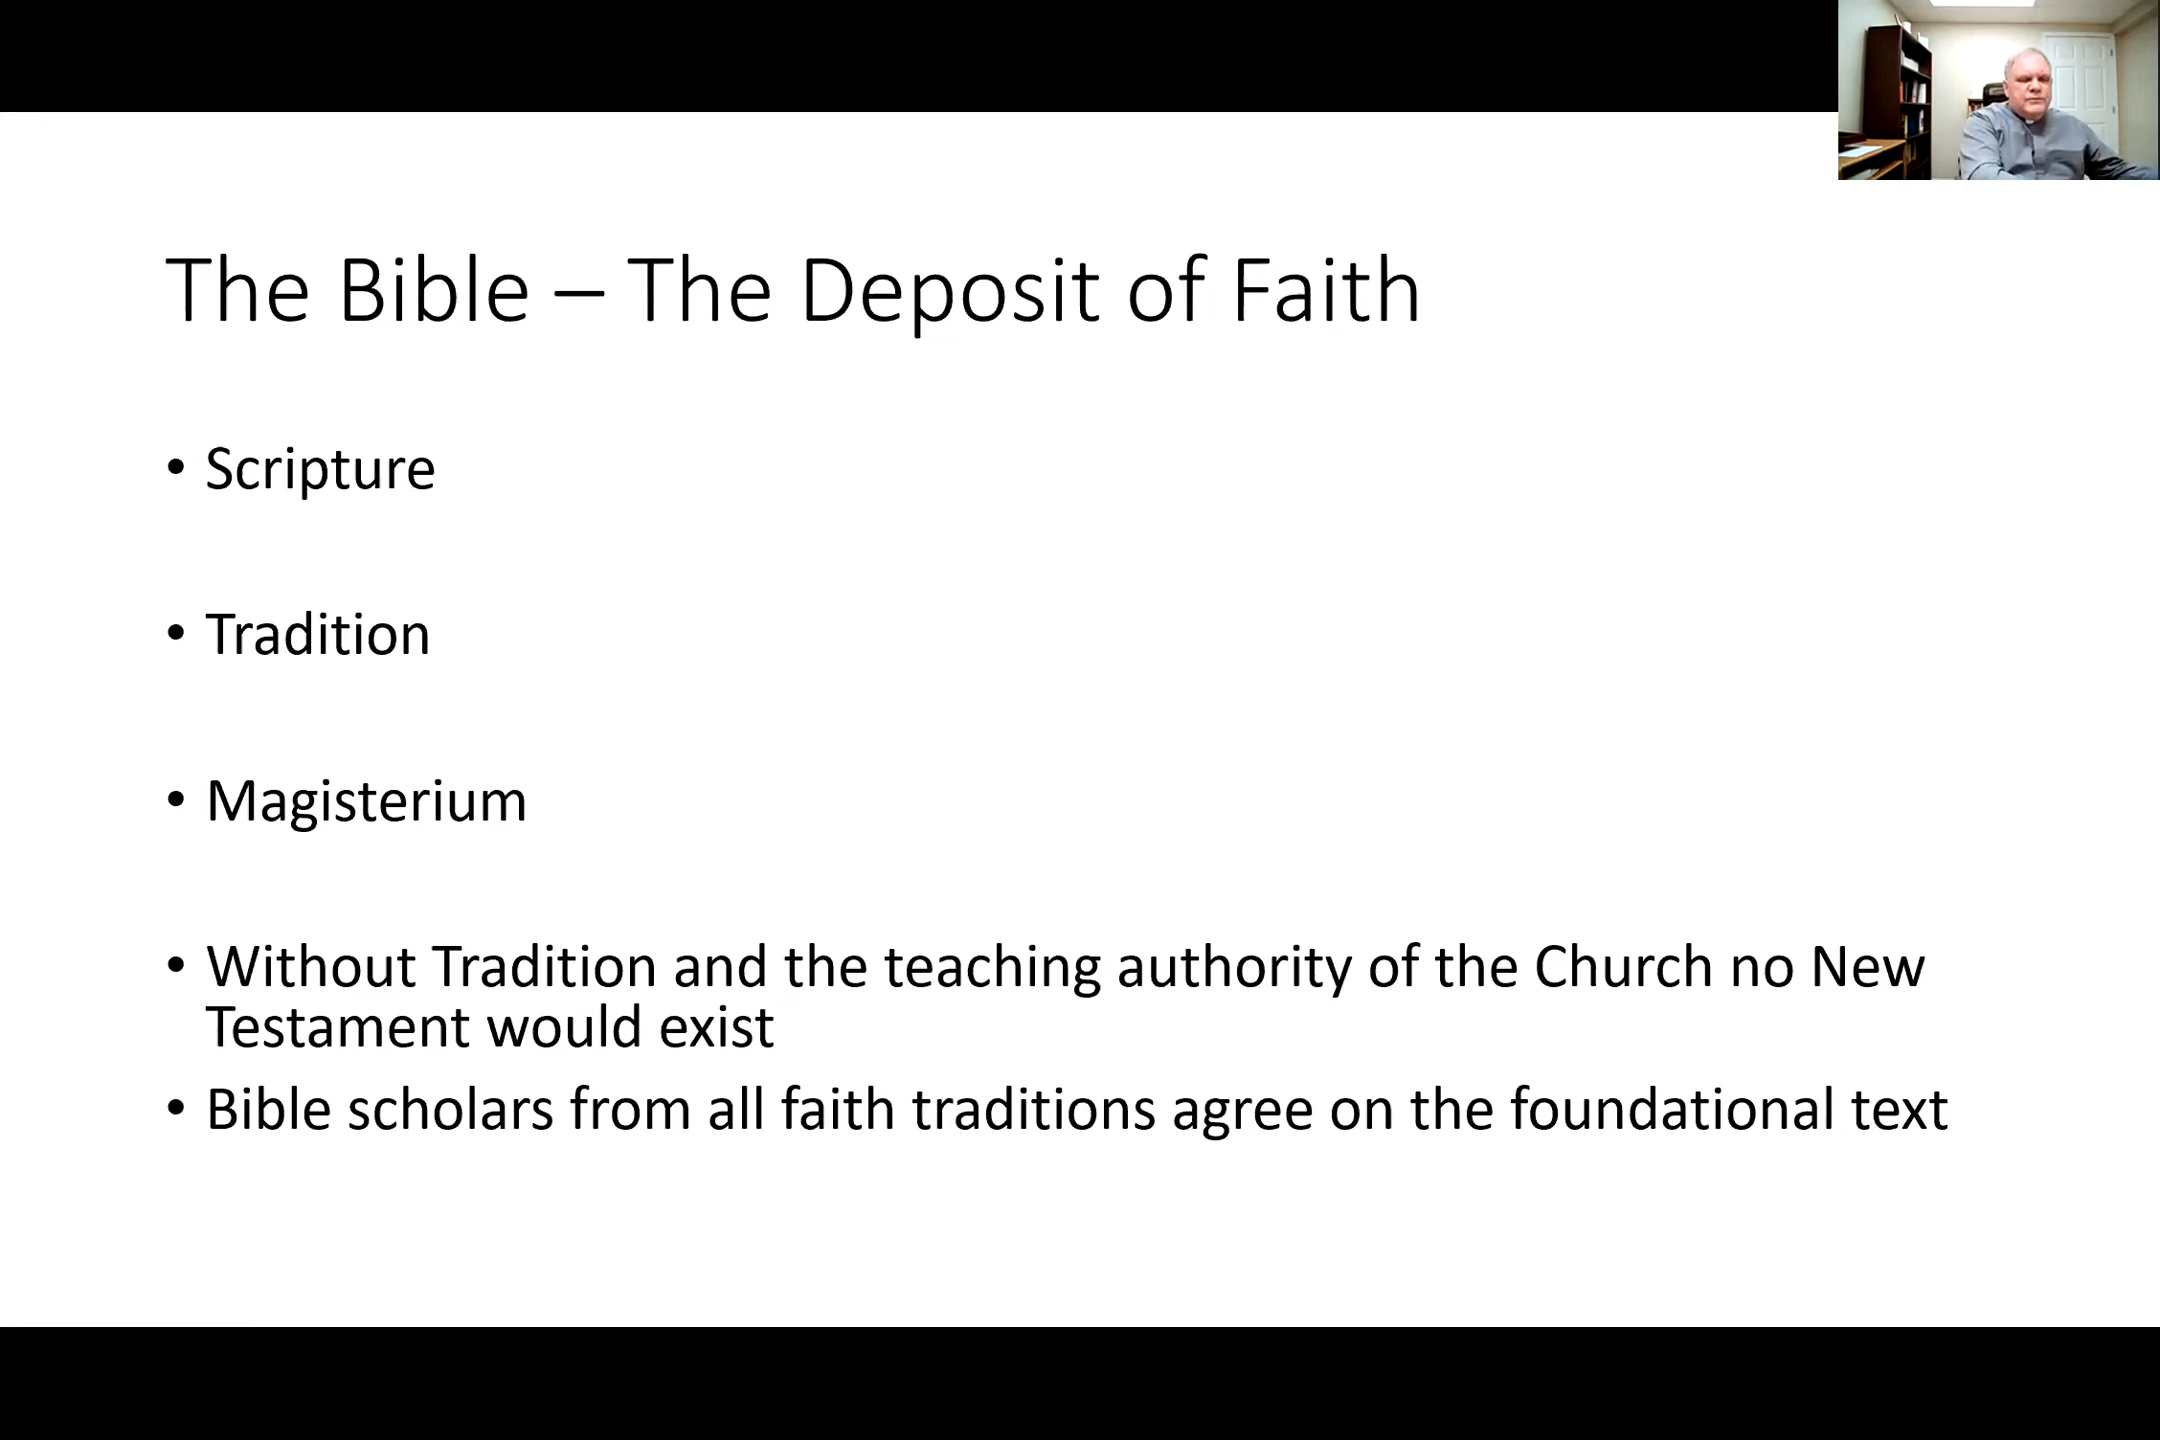 The Bible – The Deposit of Faith
• Scripture
• Tradition
• Magisterium
• Without Tradition and the teaching authority of the Church no New
Testament would exist
• Bible scholars from all faith traditions agree on the foundational text